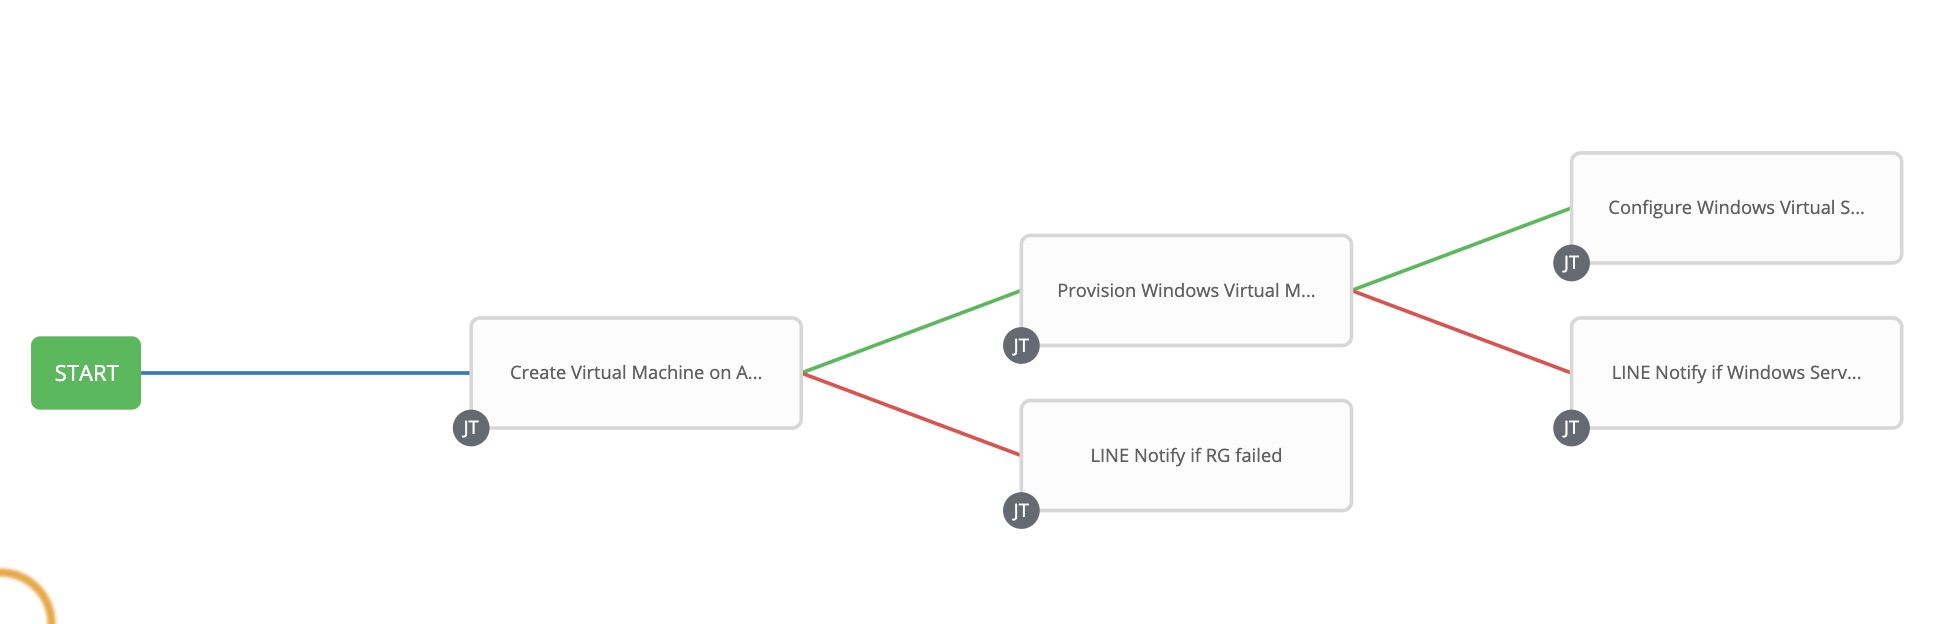 START
Create Virtual Machine on A...
JT
Provision Windows Virtual M...
JT
LINE Notify if RG failed
JT
Configure Windows Virtual S...
JT
LINE Notify if Windows Serv...
JT